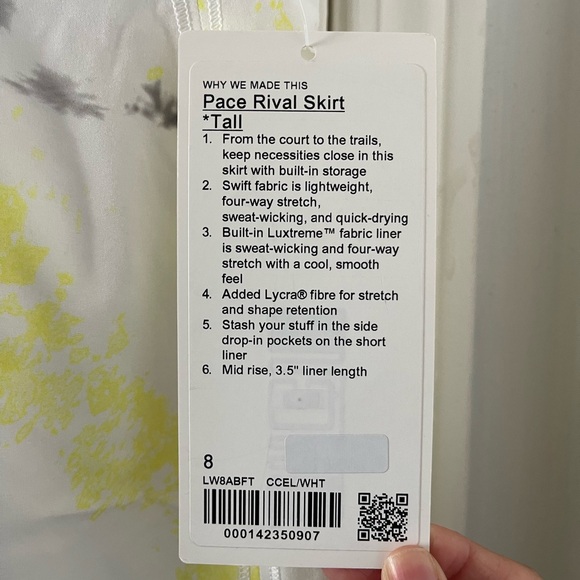 WHY WE MADE THIS
Pace Rival Skirt
*Tall
1. From the court to the trails,
keep necessities close in this
skirt with built-in storage
2. Swift fabric is lightweight,
four-way stretch,
sweat-wicking, and quick-drying
3. Built-in Luxtreme™ fabric liner
is sweat-wicking and four-way
stretch with a cool, smooth
feel
4. Added Lycra® fibre for stretch
and shape retention
5. Stash your stuff in the side
drop-in pockets on the short
liner
6. Mid rise, 3.5" liner length
8
LW8ABFT CCEL/WHT
000142350907